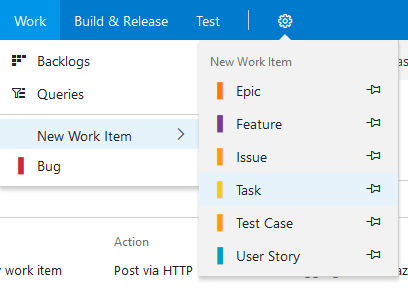 Work Build & Release Test
Backlogs
Queries
New Work Item
Bug
New Work Item
Epic
Feature
Issue
Task
Test Case
User Story
Action
work item Post via HTTP